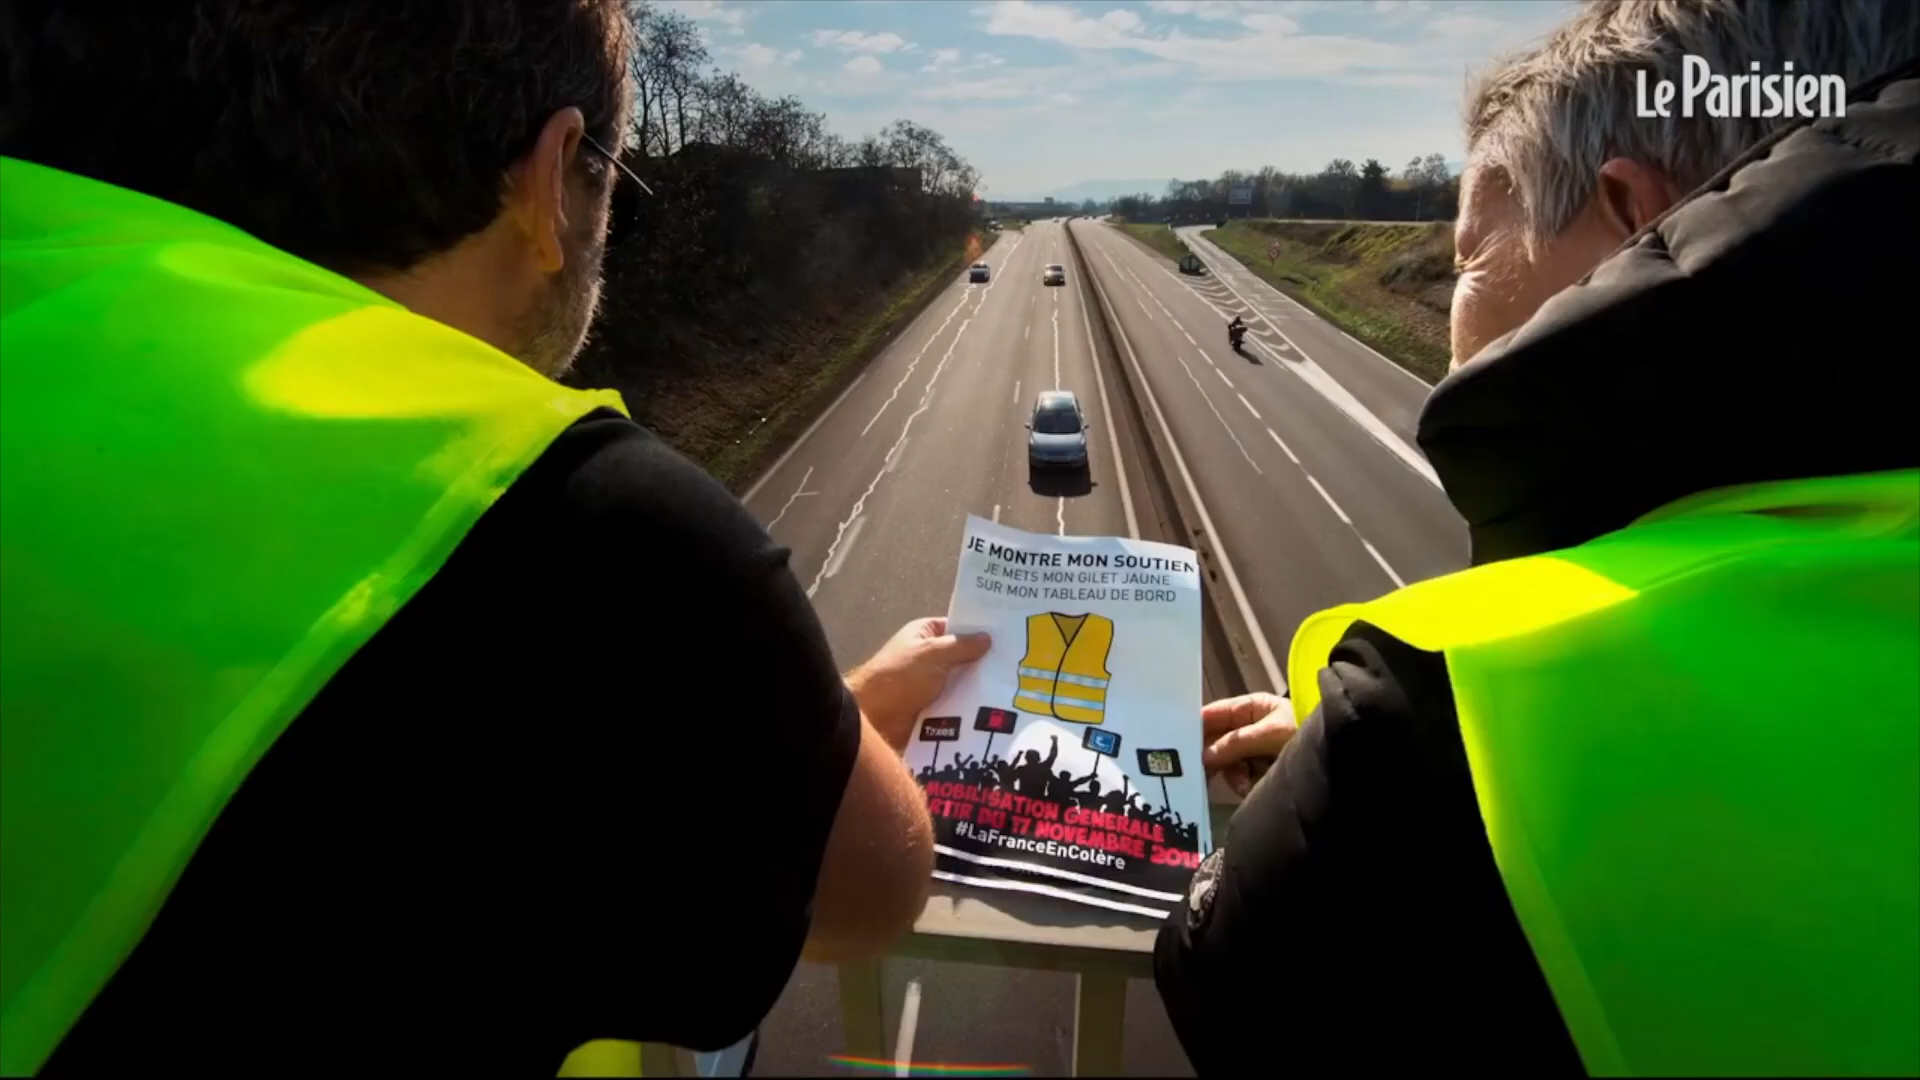 Le Parisien
JE MONTRE MON SOUTIEN
JE METS MON GILET JAUNE
SUR MON TABLEAU DE BORD
Taxes
MOBILISATION GENERALE
DU 17 NOVEMBRE 2018
#LaFranceEnColère